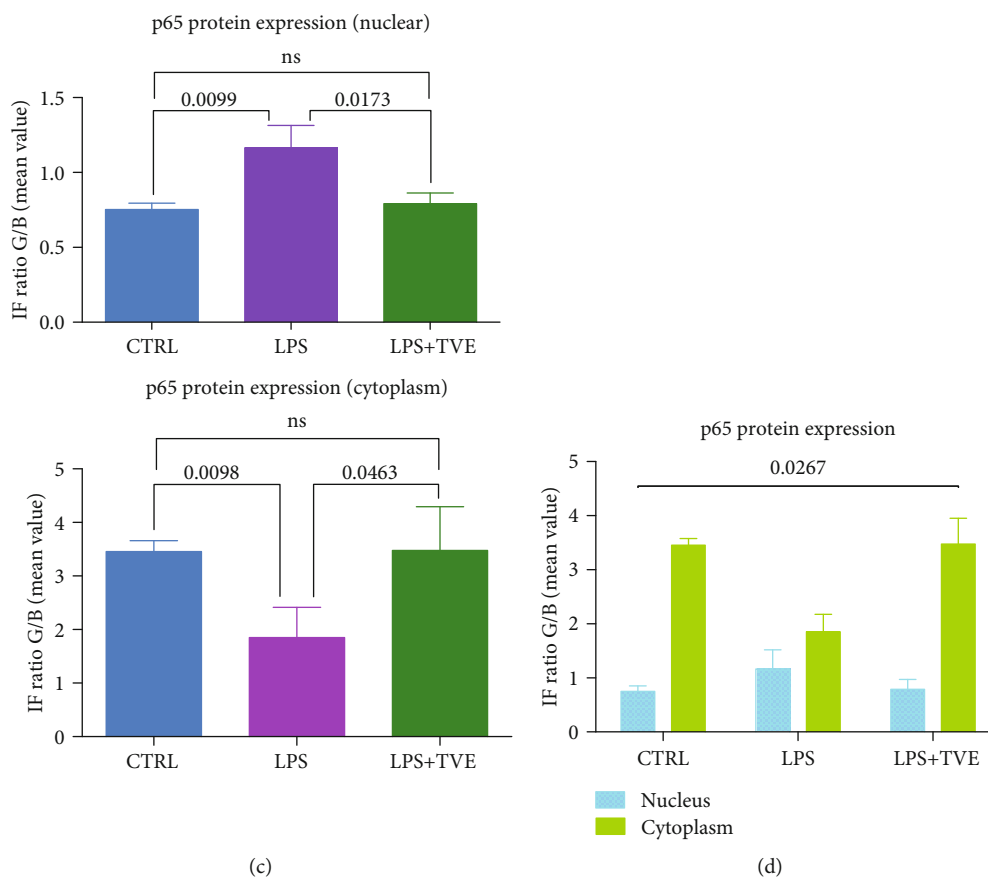 p65 protein expression (nuclear)
ns
0.0099
0.0173
IF ratio G/B (mean value)
1.5
1.0
0.5
0.0
CTRL
LPS
LPS+TVE
p65 protein expression (cytoplasm)
ns
0.0098
0.0463
IF ratio G/B (mean value)
5
4
3
2
1
0
CTRL
LPS
LPS+TVE
(c)
p65 protein expression
0.0267
IF ratio G/B (mean value)
5
4
3
2
1
0
CTRL
LPS
LPS+TVE
Nucleus
Cytoplasm
(d)